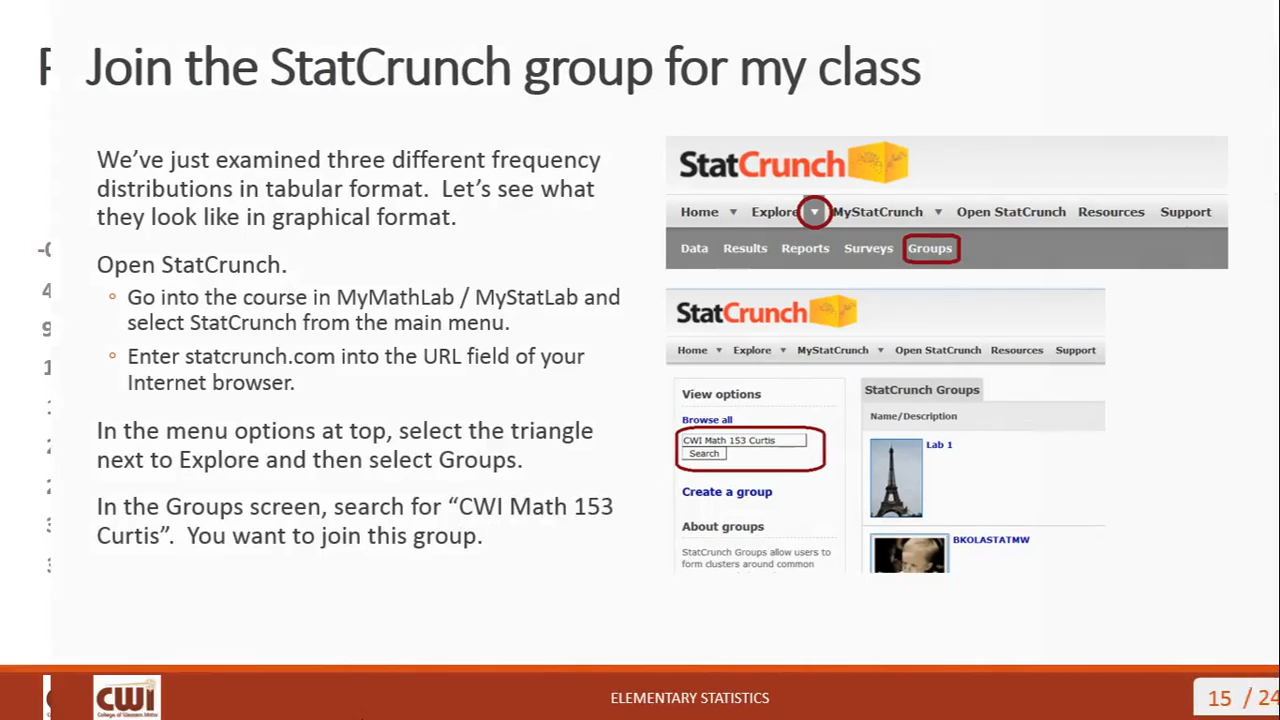 Join the StatCrunch group for my class
We've just examined three different frequency
distributions in tabular format. Let's see what
they look like in graphical format.
Open StatCrunch.
Go into the course in MyMathLab / MyStatLab and
select StatCrunch from the main menu.
Enter statcrunch.com into the URL field of your
Internet browser.
In the menu options at top, select the triangle
next to Explore and then select Groups.
In the Groups screen, search for “CWI Math 153
Curtis”. You want to join this group.
StatCrunch
Home Explore MyStatCrunch Open StatCrunch Resources Support
Data Results Reports Surveys Groups
StatCrunch
Home Explore MyStatCrunch Open StatCrunch Resources Support
View options
Browse all
CWI Math 153 Curtis
Search
Create a group
About groups
StatCrunch Groups allow users to
form clusters around common
StatCrunch Groups
Name/Description
Lab 1
BKOLASTATMW
CWI
College of Western Idaho
ELEMENTARY STATISTICS
15 / 24